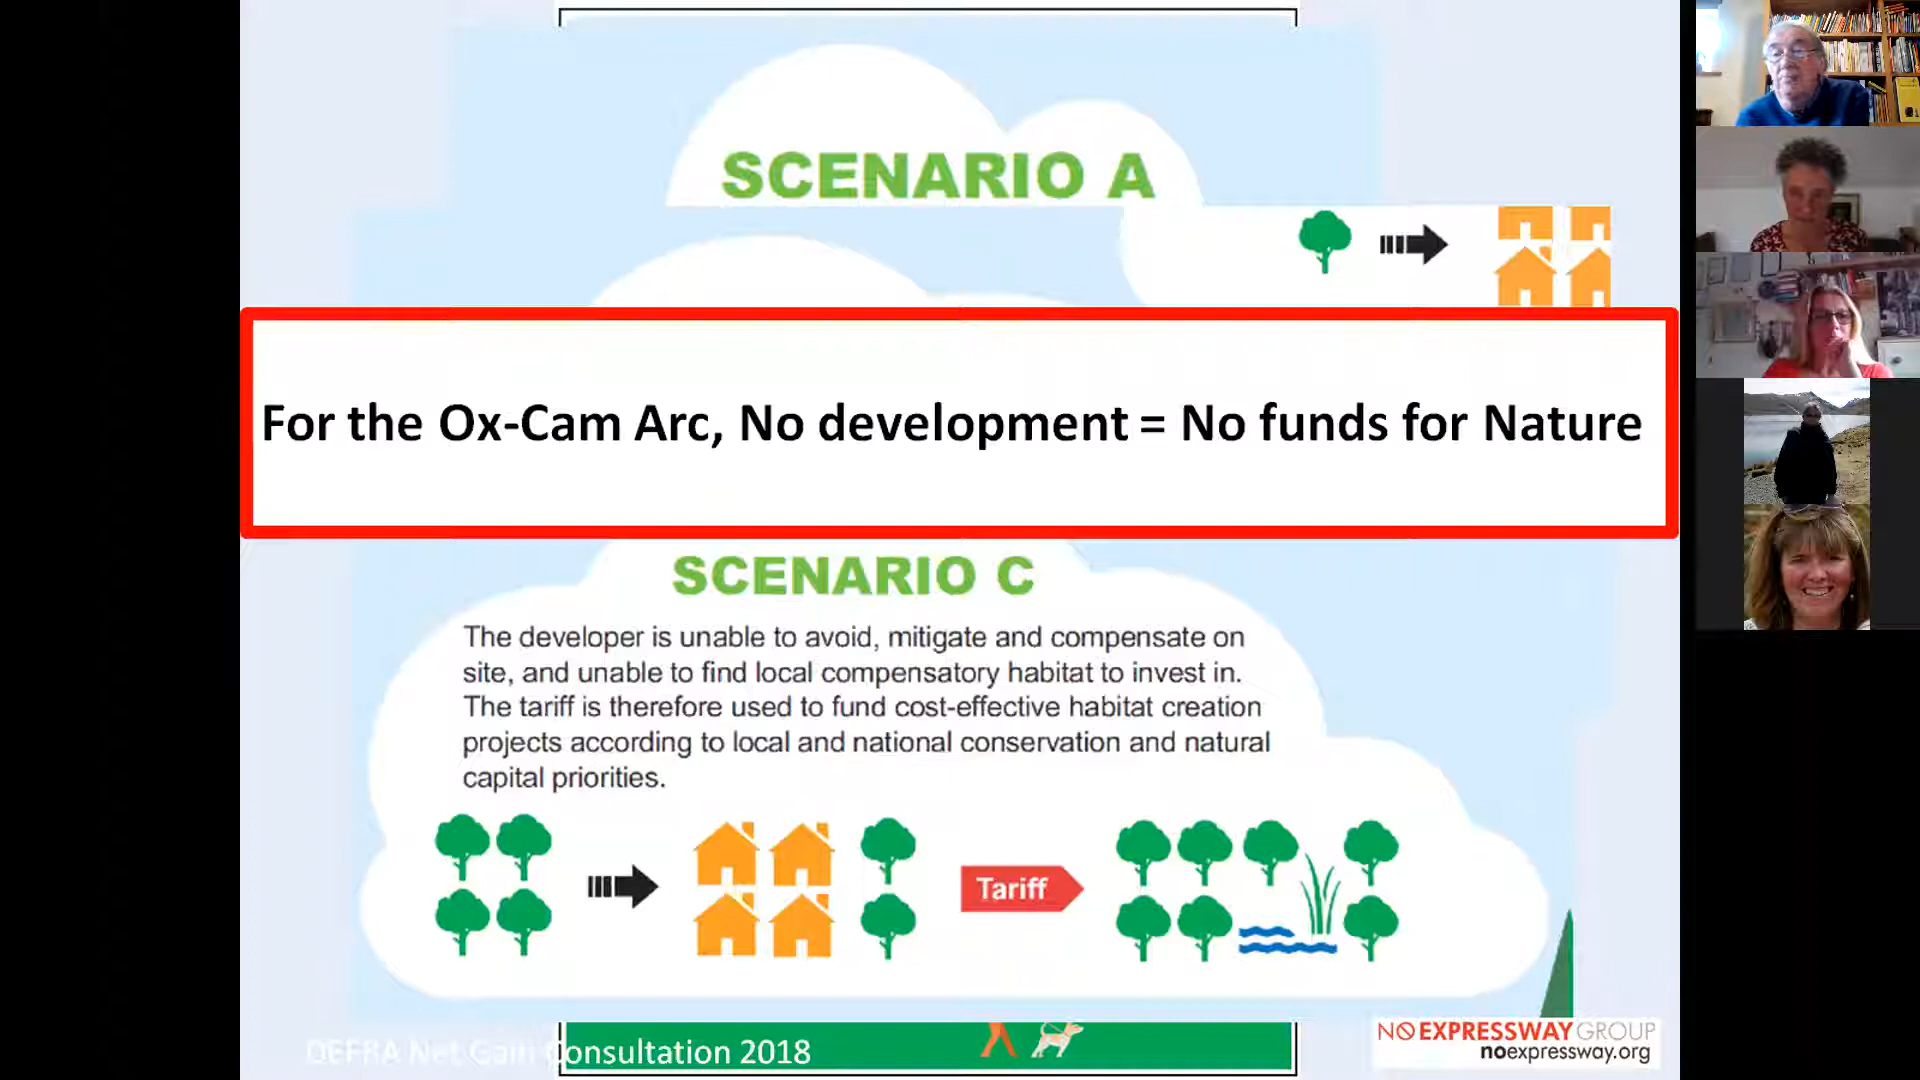 SCENARIO A
For the Ox-Cam Arc, No development = No funds for Nature
SCENARIO C
The developer is unable to avoid, mitigate and compensate on
site, and unable to find local compensatory habitat to invest in.
The tariff is therefore used to fund cost-effective habitat creation
projects according to local and national conservation and natural
capital priorities.
Tariff
DEFRA Net Gain Consultation 2018
NO EXPRESSWAY GROUP
noexpressway.org